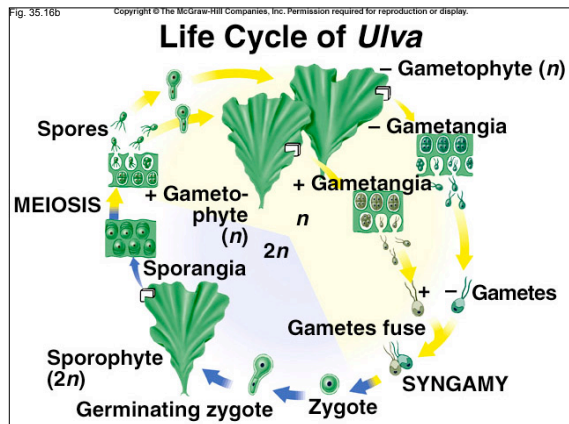 Fig. 35.16b
Copyright © The McGraw-Hill Companies, Inc. Permission required for reproduction or display.
Life Cycle of Ulva
− Gametophyte (n)
Spores
− Gametangia
+ Gametangia
MEIOSIS
+ Gameto-
phyte
(n)
n
2n
Sporangia
+
−
Gametes
Gametes fuse
Sporophyte
(2n)
SYNGAMY
Germinating zygote
Zygote